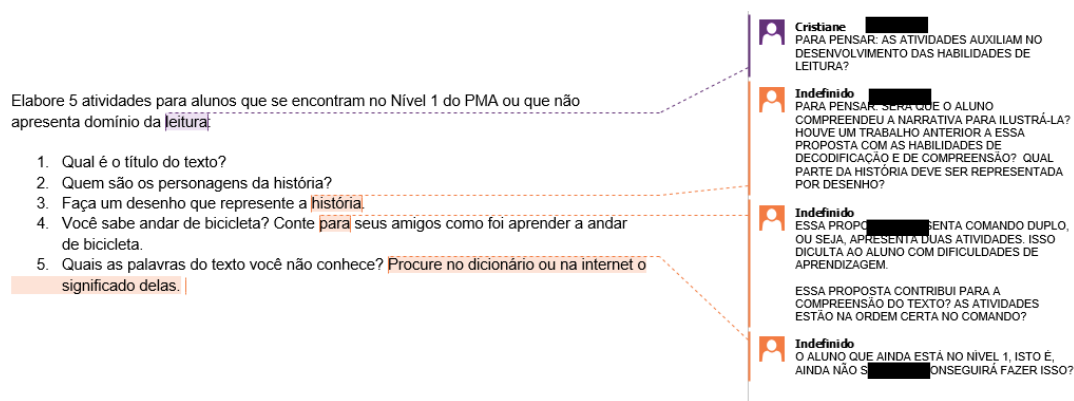 Elabore 5 atividades para alunos que se encontram no Nível 1 do PMA ou que não
apresenta domínio da leitura:
1. Qual é o título do texto?
2. Quem são os personagens da história?
3. Faça um desenho que represente a história.
4. Você sabe andar de bicicleta? Conte para seus amigos como foi aprender a andar
de bicicleta.
5. Quais as palavras do texto você não conhece? Procure no dicionário ou na internet o
significado delas.
Cristiane
PARA PENSAR: AS ATIVIDADES AUXILIAM NO
DESENVOLVIMENTO DAS HABILIDADES DE
LEITURA?
Indefinido
PARA PENSAR: SERÁ QUE O ALUNO
COMPREENDEU A NARRATIVA PARA ILUSTRÁ-LA?
HOUVE UM TRABALHO ANTERIOR A ESSA
PROPOSTA COM AS HABILIDADES DE
DECODIFICAÇÃO E DE COMPREENSÃO? QUAL
PARTE DA HISTÓRIA DEVE SER REPRESENTADA
POR DESENHO?
Indefinido
ESSA COMANDO DUPLO,
OU SEJA, APRESENTA DUAS ATIVIDADES. ISSO
DICULTA AO ALUNO COM DIFICULDADES DE
APRENDIZAGEM.
ESSA PROPOSTA CONTRIBUI PARA A
COMPREENSÃO DO TEXTO? AS ATIVIDADES
ESTÃO NA ORDEM CERTA NO COMANDO?
Indefinido
O ALUNO QUE AINDA ESTÁ NO NÍVEL 1, ISTO É,
AINDA NÃO FAZER ISSO?